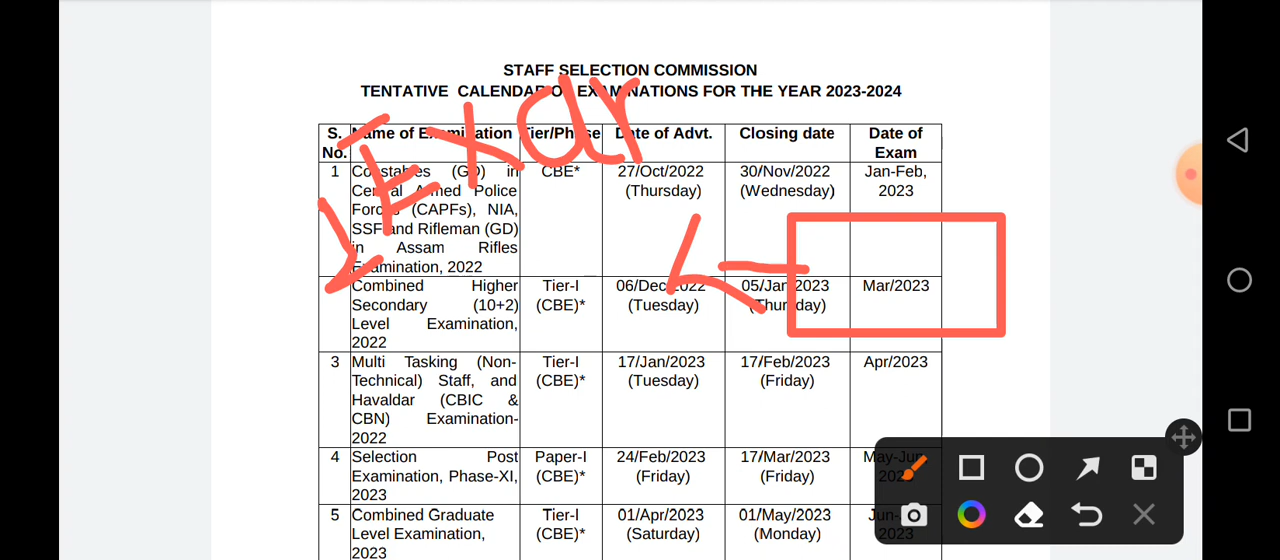 STAFF SELECTION COMMISSION
TENTATIVE CALENDAR OF EXAMINATIONS FOR THE YEAR 2023-2024
S. No. Name of Examination Tier/Phase Date of Advt. Closing date Date of Exam
1 Constables (GD) in Central Armed Police Forces (CAPFs), NIA, SSF and Rifleman (GD) in Assam Rifles Examination, 2022 CBE* 27/Oct/2022 (Thursday) 30/Nov/2022 (Wednesday) Jan-Feb, 2023
Combined Higher Secondary (10+2) Level Examination, 2022 Tier-I (CBE)* 06/Dec/2022 (Tuesday) 05/Jan/2023 (Thursday) Mar/2023
3 Multi Tasking (Non-Technical) Staff, and Havaldar (CBIC & CBN) Examination-2022 Tier-I (CBE)* 17/Jan/2023 (Tuesday) 17/Feb/2023 (Friday) Apr/2023
4 Selection Post Examination, Phase-XI, 2023 Paper-I (CBE)* 24/Feb/2023 (Friday) 17/Mar/2023 (Friday) May-Jun
5 Combined Graduate Level Examination, 2023 Tier-I (CBE)* 01/Apr/2023 (Saturday) 01/May/2023 (Monday)